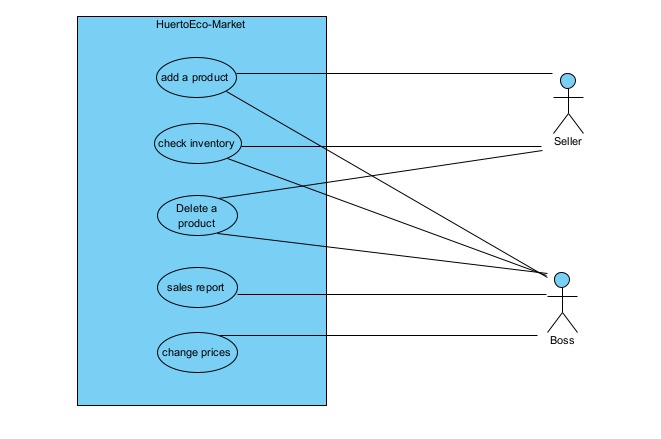 HuertoEco-Market
add a product
check inventory
Delete a
product
sales report
change prices
Seller
Boss